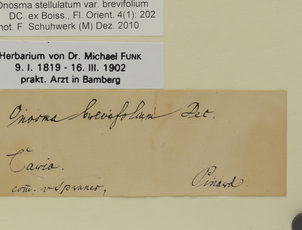 Onosma stellulatum var. brevifolium
DC. ex Boiss., Fl. Orient. 4(1): 202
not. F. Schuhwerk (M) Dez. 2010
Herbarium von Dr. Michael FUNK
9. I. 1819 - 16. III. 1902
prakt. Arzt in Bamberg
Onosma brevifolium
Caria.
com. v Spruner, Pinard.